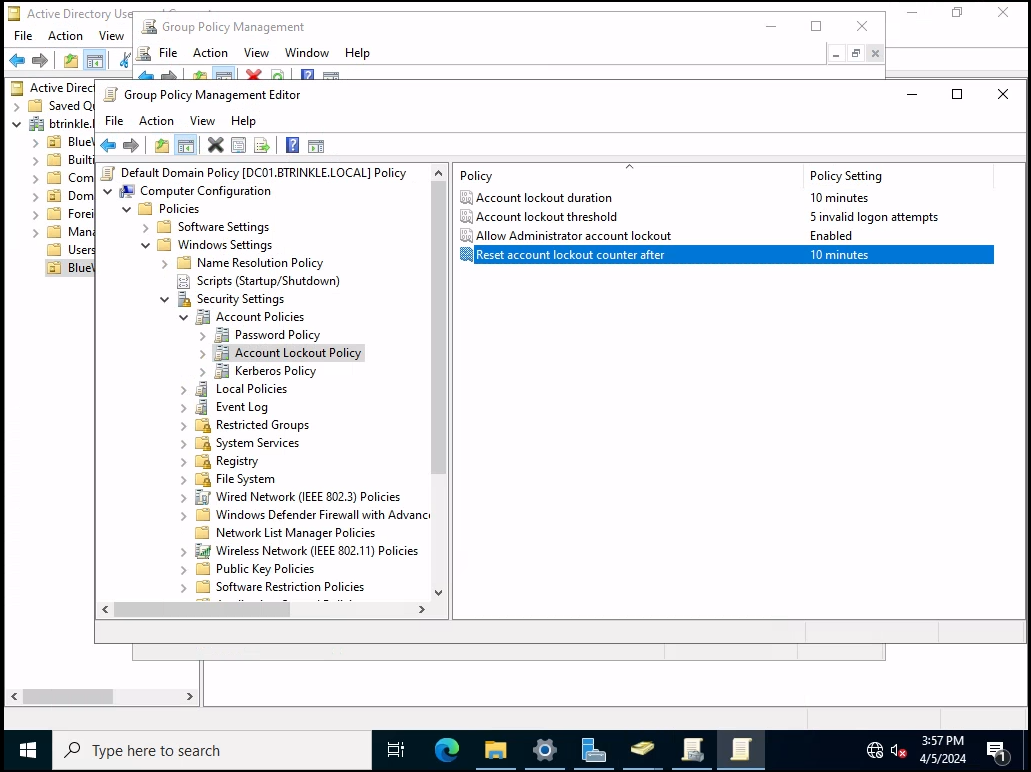 Active Directory Use
File Action View
Group Policy Management
File Action View Window Help
Active Direct
Saved Qu
btrinkle.l
BlueW
Builti
Com
Dom
Forei
Mana
Users
BlueW
Group Policy Management Editor
File Action View Help
Default Domain Policy [DC01.BTRINKLE.LOCAL] Policy
Computer Configuration
Policies
Software Settings
Windows Settings
Name Resolution Policy
Scripts (Startup/Shutdown)
Security Settings
Account Policies
Password Policy
Account Lockout Policy
Kerberos Policy
Local Policies
Event Log
Restricted Groups
System Services
Registry
File System
Wired Network (IEEE 802.3) Policies
Windows Defender Firewall with Advanc
Network List Manager Policies
Wireless Network (IEEE 802.11) Policies
Public Key Policies
Software Restriction Policies
Policy Policy Setting
Account lockout duration 10 minutes
Account lockout threshold 5 invalid logon attempts
Allow Administrator account lockout Enabled
Reset account lockout counter after 10 minutes
Type here to search
3:57 PM
4/5/2024
1